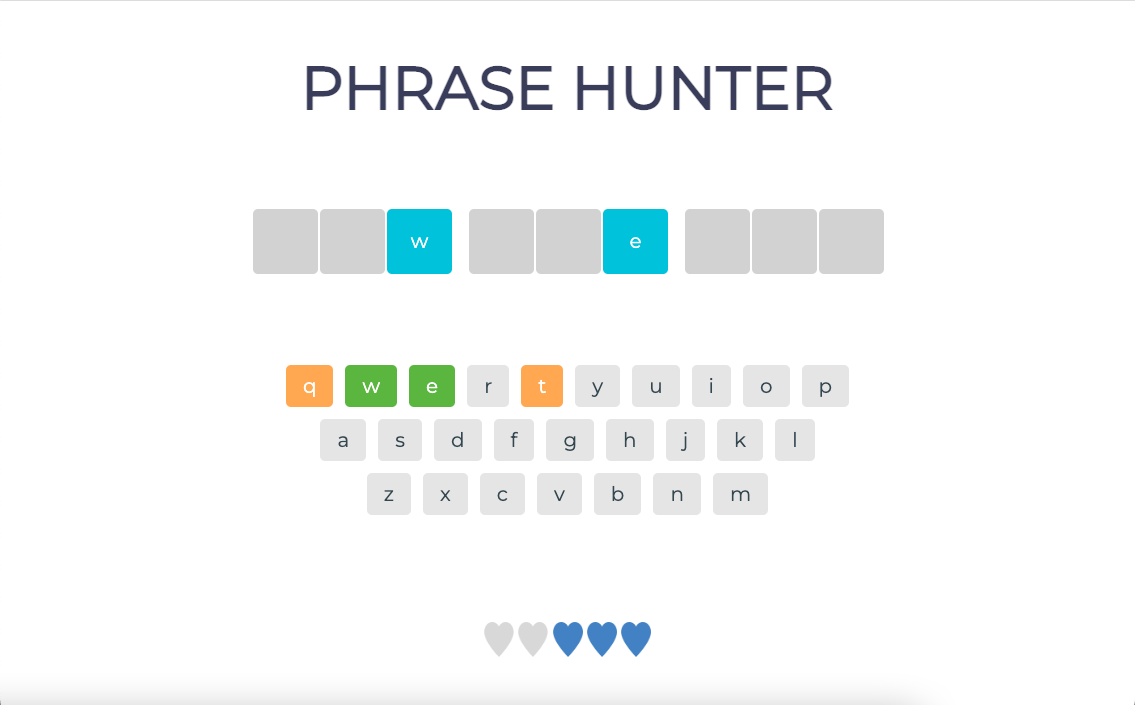 PHRASE HUNTER
w e
q w e r t y u i o p
a s d f g h j k l
z x c v b n m